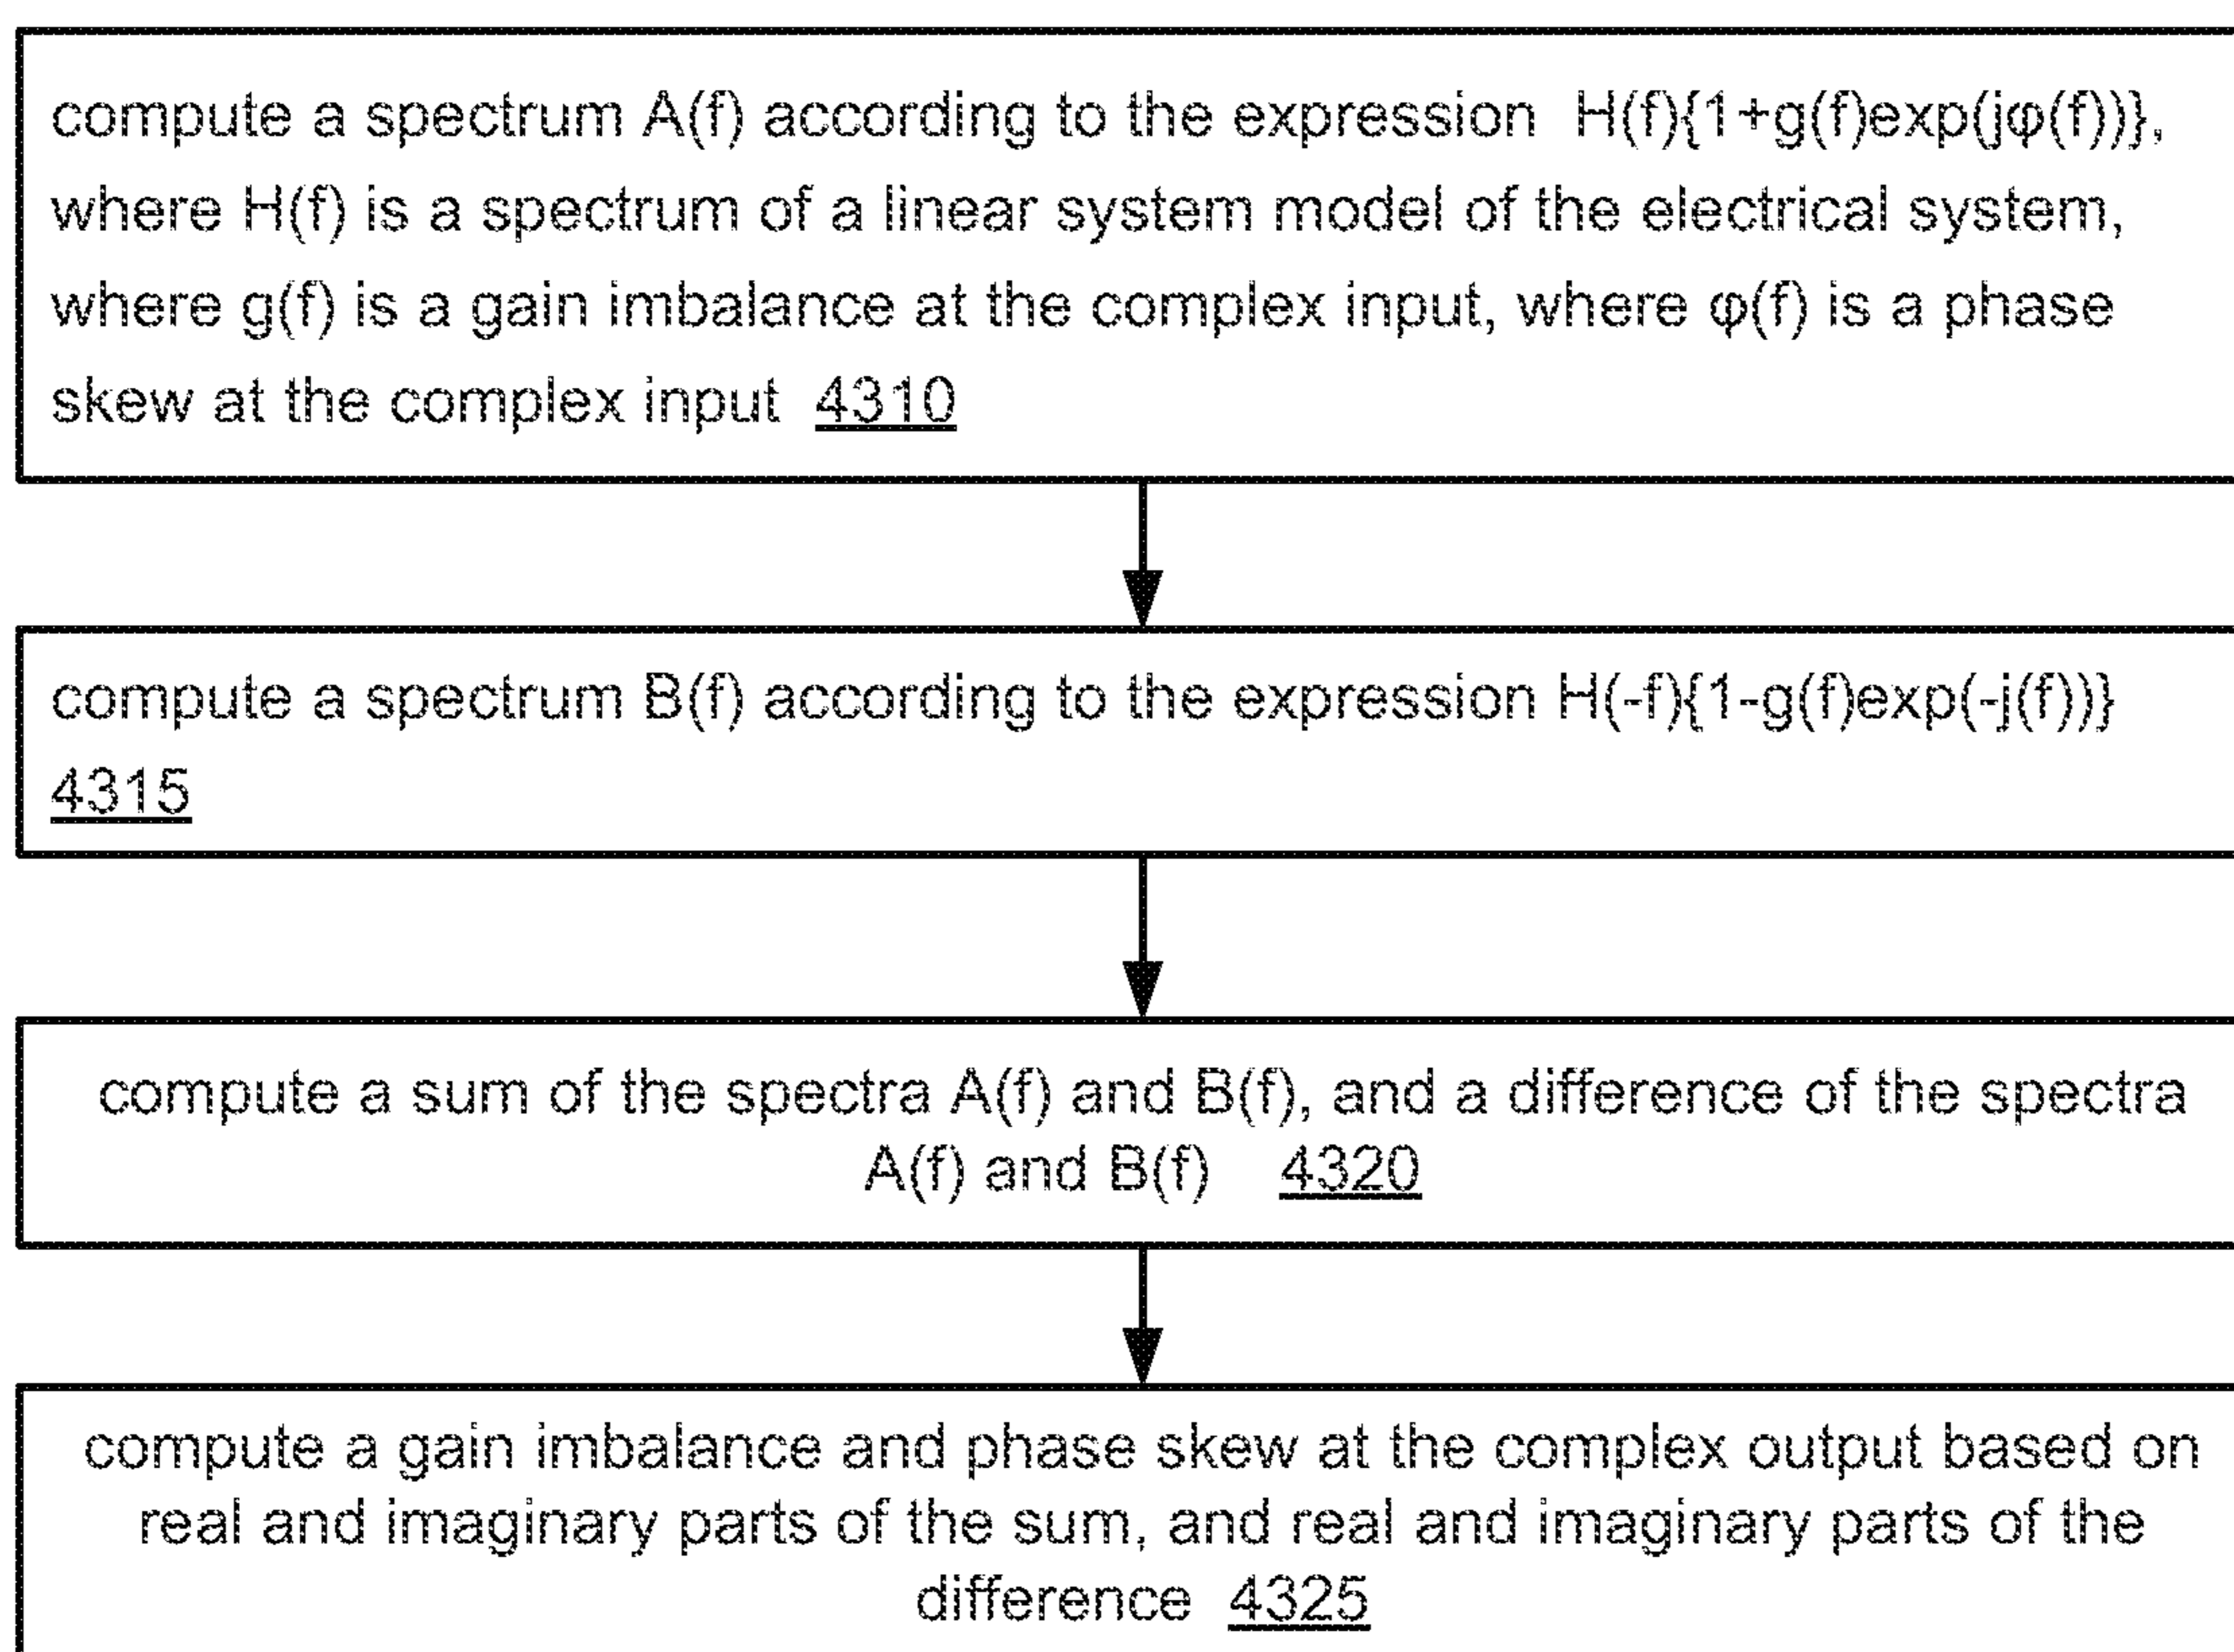 compute a spectrum A(f) according to the expression H(f){1+g(f)exp(jφ(f))},
where H(f) is a spectrum of a linear system model of the electrical system,
where g(f) is a gain imbalance at the complex input, where φ(f) is a phase
skew at the complex input 4310
compute a spectrum B(f) according to the expression H(-f){1-g(f)exp(-j(f))}
4315
compute a sum of the spectra A(f) and B(f), and a difference of the spectra
A(f) and B(f) 4320
compute a gain imbalance and phase skew at the complex output based on
real and imaginary parts of the sum, and real and imaginary parts of the
difference 4325